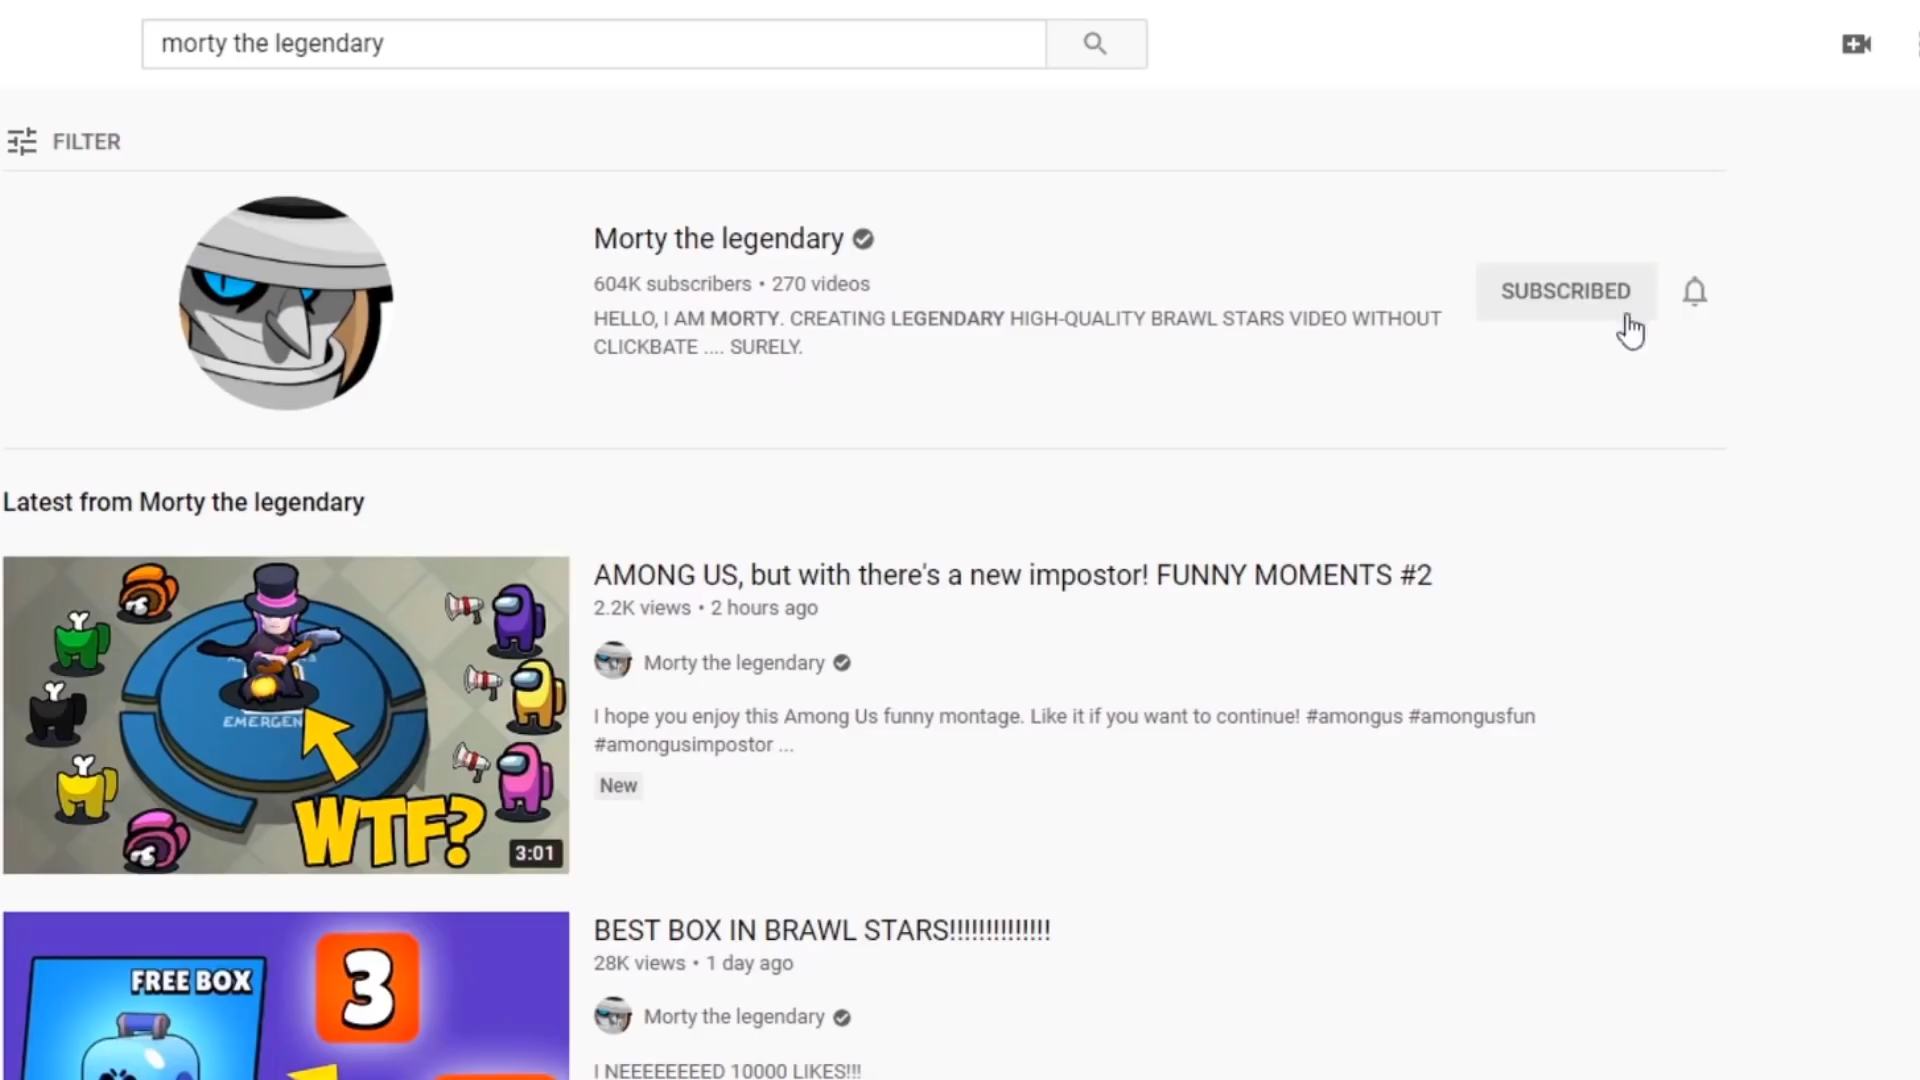 morty the legendary
FILTER
Morty the legendary
604K subscribers • 270 videos
HELLO, I AM MORTY. CREATING LEGENDARY HIGH-QUALITY BRAWL STARS VIDEO WITHOUT
CLICKBATE .... SURELY.
SUBSCRIBED
Latest from Morty the legendary
EMERGEN
WTF?
3:01
AMONG US, but with there's a new impostor! FUNNY MOMENTS #2
2.2K views • 2 hours ago
Morty the legendary
I hope you enjoy this Among Us funny montage. Like it if you want to continue! #amongus #amongusfun
#amongusimpostor ...
New
FREE BOX
3
BEST BOX IN BRAWL STARS!!!!!!!!!!!!!!
28K views • 1 day ago
Morty the legendary
I NEEEEEEEED 10000 LIKES!!!